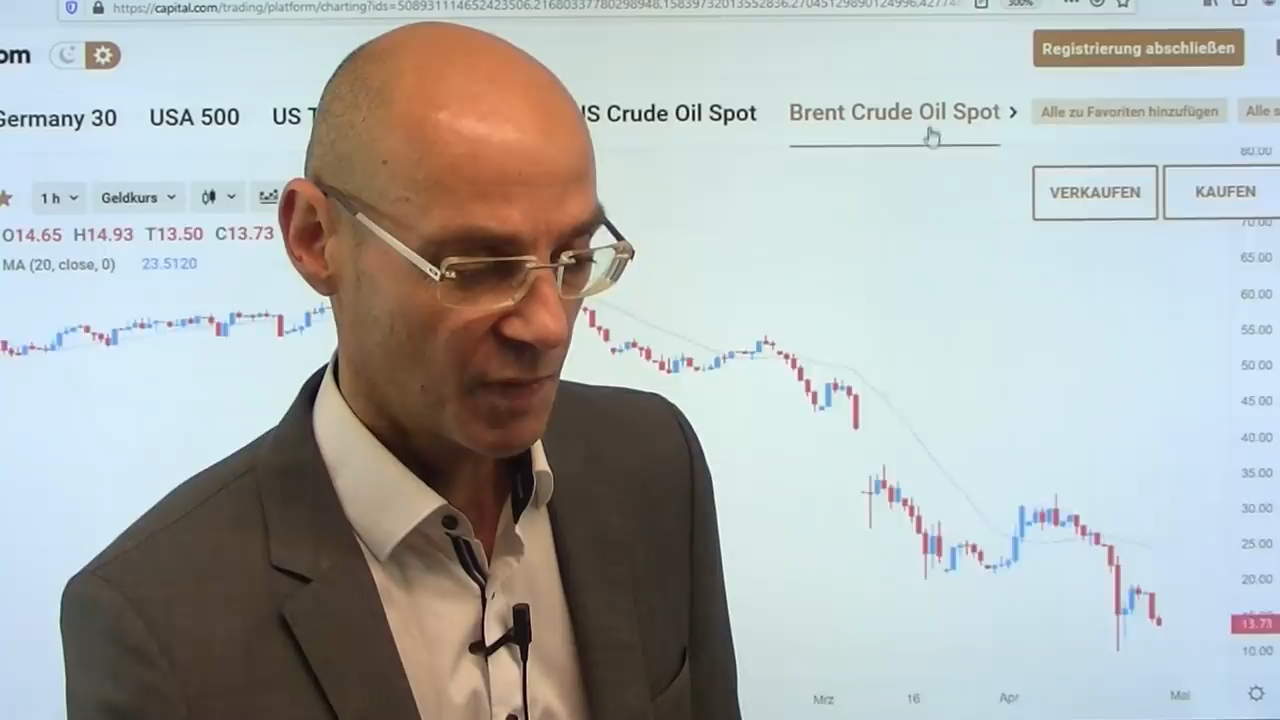 https://capital.com/trading/platform/charting?ids=508931114652423506,21680337780298948,15839732013552836,27045129890124996,42774
300%
om
Registrierung abschließen
Germany 30 USA 500 US T
US Crude Oil Spot Brent Crude Oil Spot
Alle zu Favoriten hinzufügen Alle s
1 h Geldkurs
VERKAUFEN KAUFEN
O14.65 H14.93 T13.50 C13.73
MA (20, close, 0) 23.5120
80.00
70.00
65.00
60.00
55.00
50.00
45.00
40.00
35.00
30.00
25.00
20.00
13.73
10.00
Mrz 16 Apr Mai